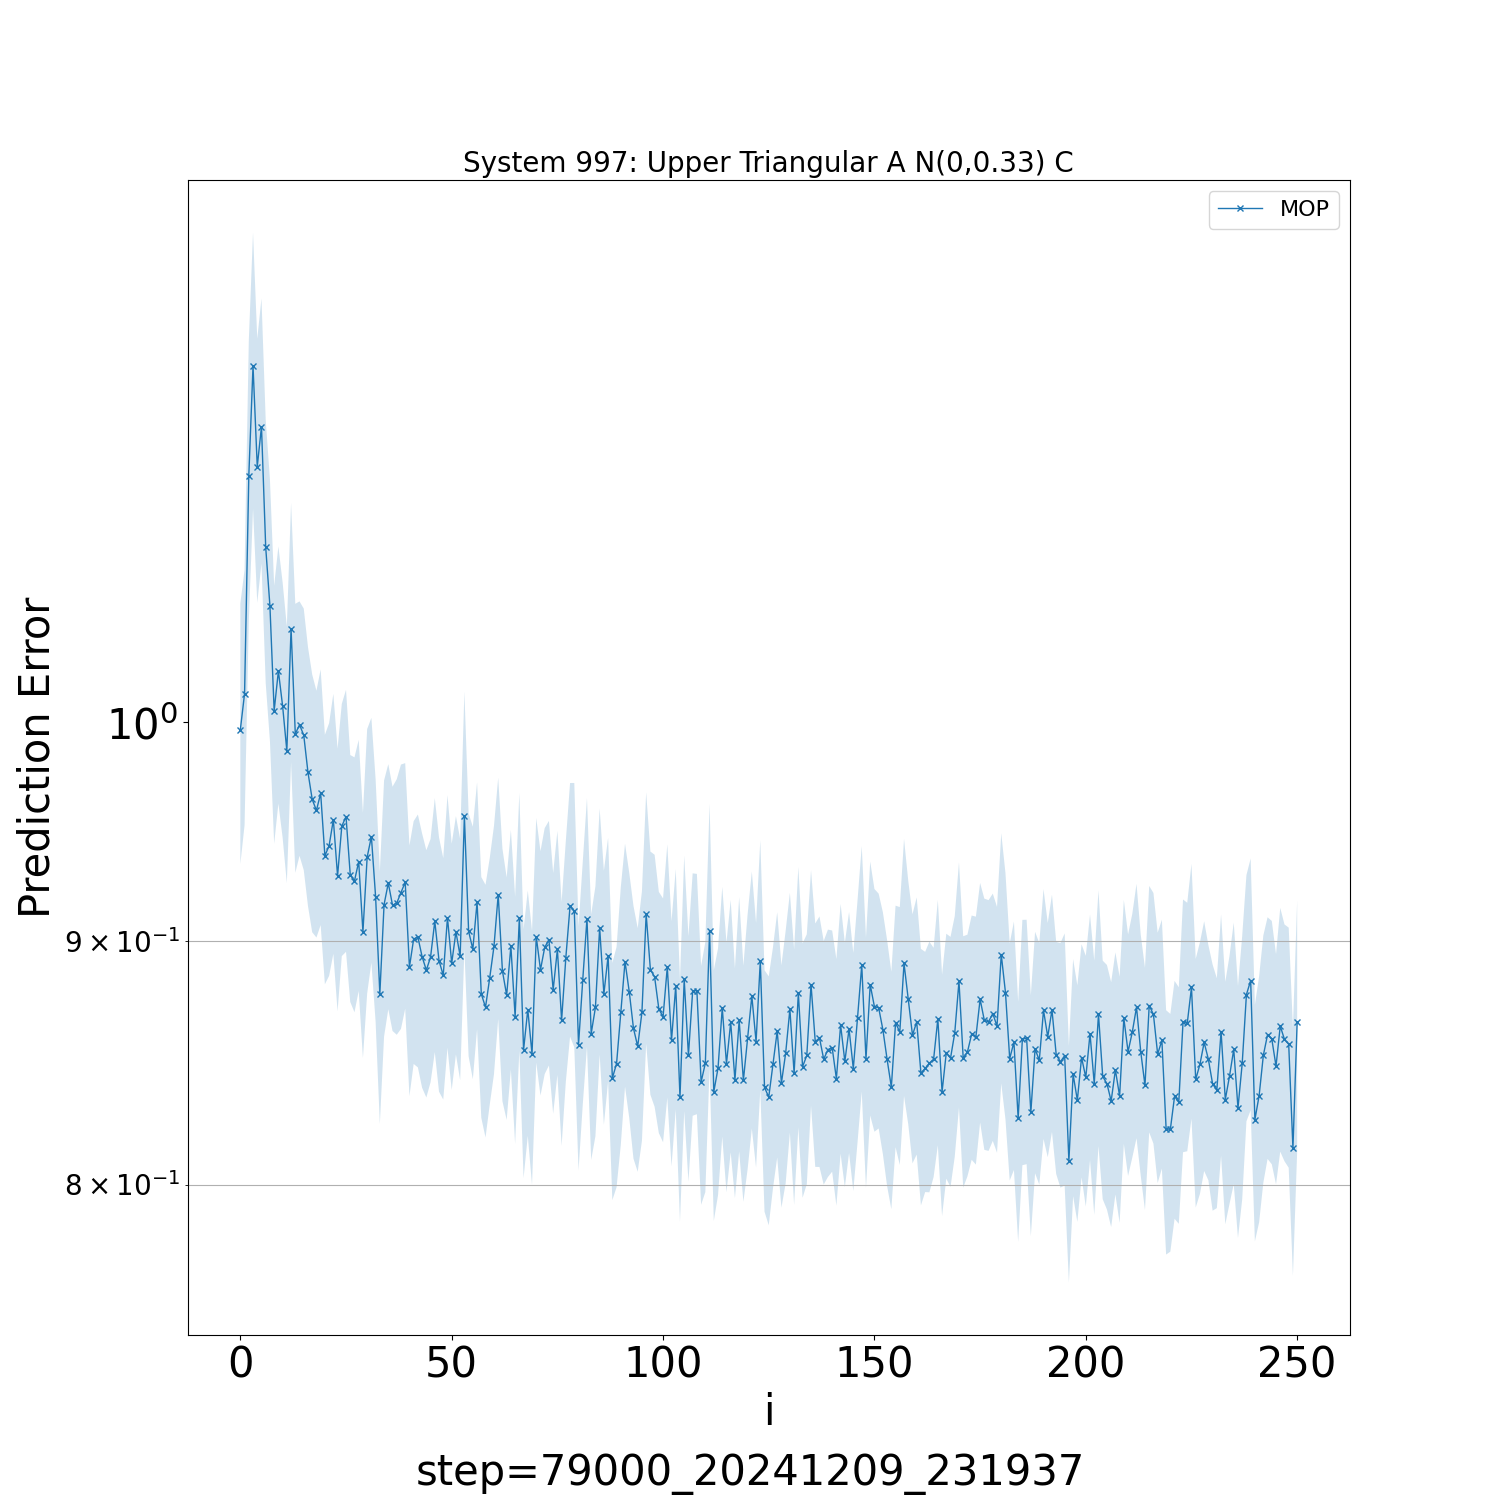 System 997: Upper Triangular A N(0,0.33) C
MOP
Prediction Error
10⁰
9 × 10⁻¹
8 × 10⁻¹
0 50 100 150 200 250
i
step=79000_20241209_231937